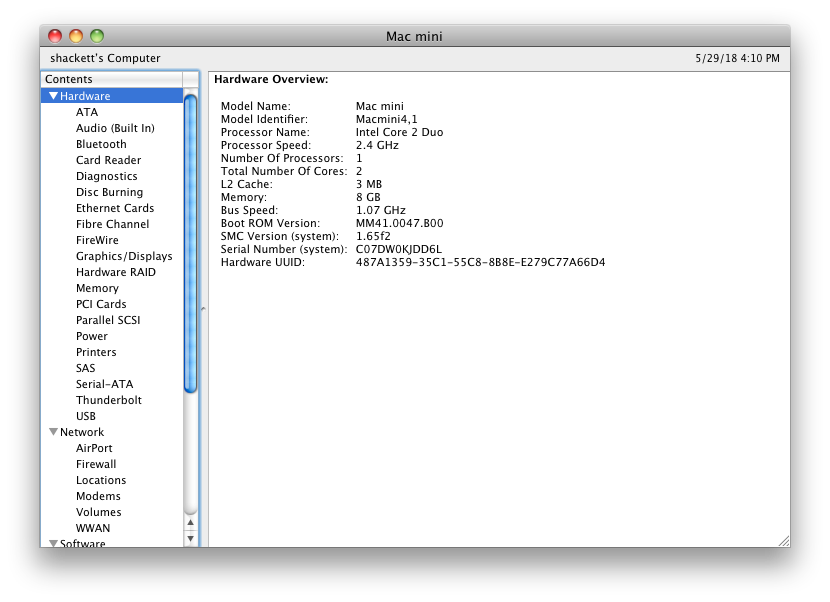 Mac mini
shackett's Computer 5/29/18 4:10 PM
Contents
Hardware
ATA
Audio (Built In)
Bluetooth
Card Reader
Diagnostics
Disc Burning
Ethernet Cards
Fibre Channel
FireWire
Graphics/Displays
Hardware RAID
Memory
PCI Cards
Parallel SCSI
Power
Printers
SAS
Serial-ATA
Thunderbolt
USB
Network
AirPort
Firewall
Locations
Modems
Volumes
WWAN
Software
Hardware Overview:
Model Name: Mac mini
Model Identifier: Macmini4,1
Processor Name: Intel Core 2 Duo
Processor Speed: 2.4 GHz
Number Of Processors: 1
Total Number Of Cores: 2
L2 Cache: 3 MB
Memory: 8 GB
Bus Speed: 1.07 GHz
Boot ROM Version: MM41.0047.B00
SMC Version (system): 1.65f2
Serial Number (system): C07DW0KJDD6L
Hardware UUID: 487A1359-35C1-55C8-8B8E-E279C77A66D4